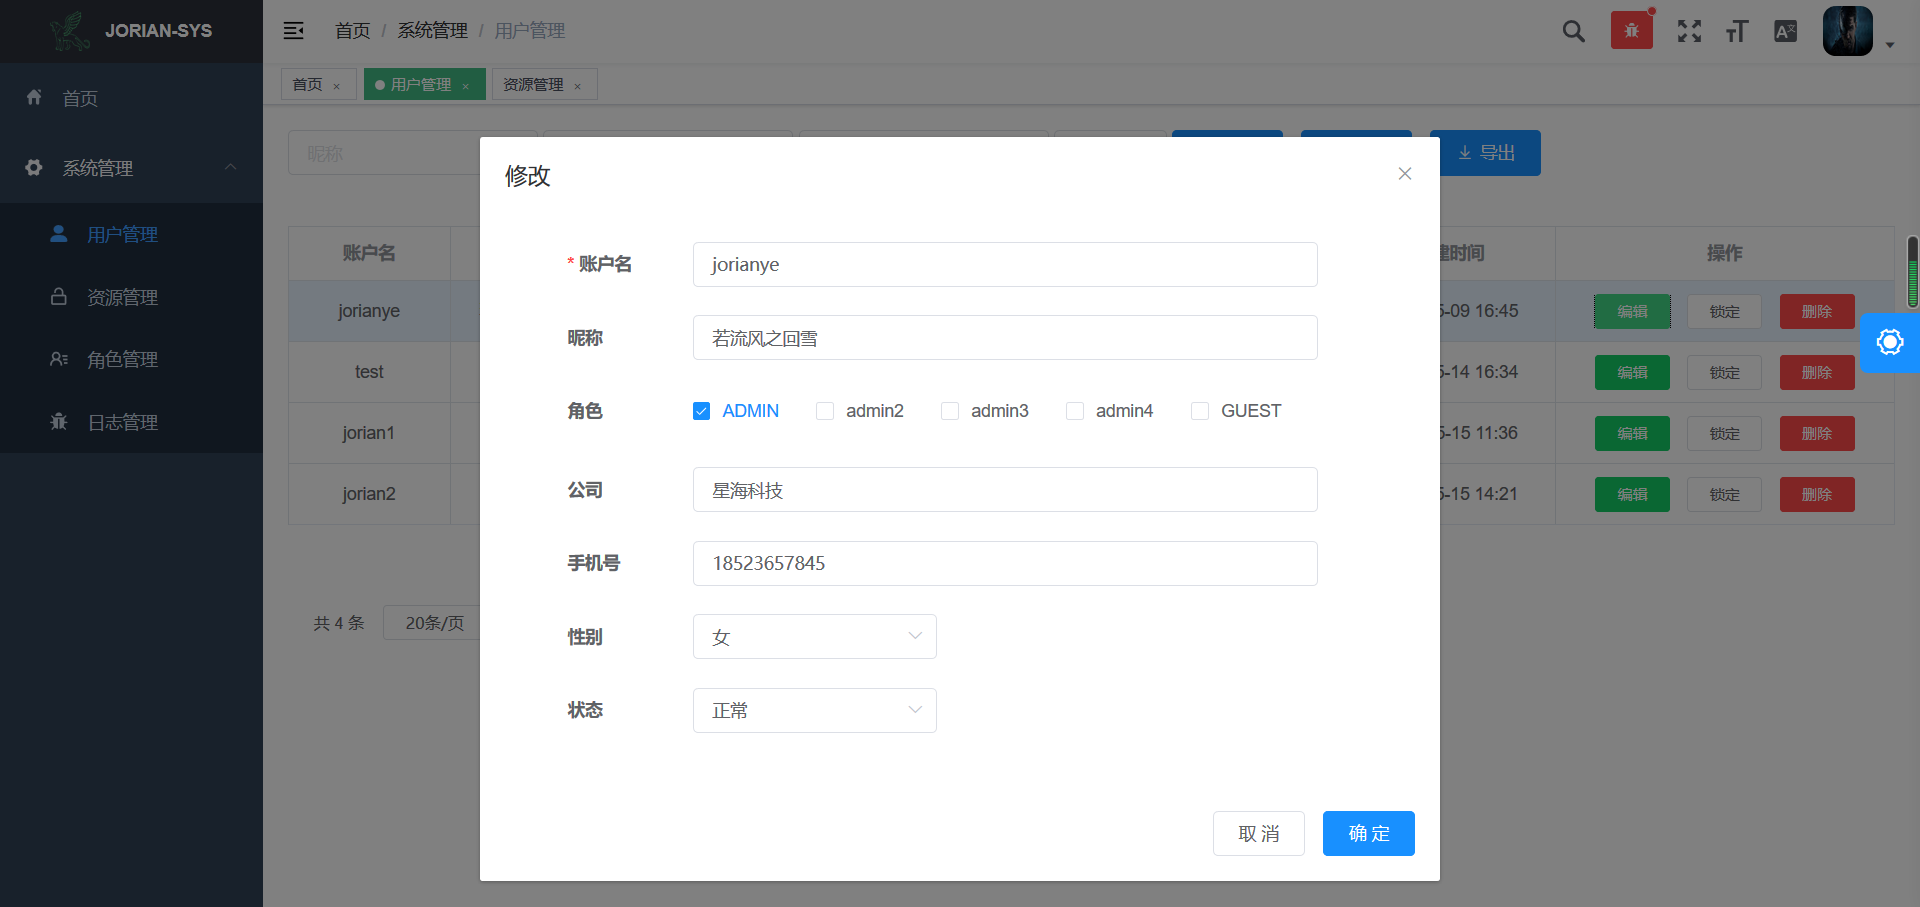 JORIAN-SYS
首页 / 系统管理 / 用户管理
首页 ×
用户管理 ×
资源管理 ×
首页
系统管理
用户管理
资源管理
角色管理
日志管理
昵称
导出
账户名
建时间
操作
jorianye
5-09 16:45
编辑
锁定
删除
test
5-14 16:34
编辑
锁定
删除
jorian1
5-15 11:36
编辑
锁定
删除
jorian2
5-15 14:21
编辑
锁定
删除
共 4 条
20条/页
修改
* 账户名
jorianye
昵称
若流风之回雪
角色
ADMIN
admin2
admin3
admin4
GUEST
公司
星海科技
手机号
18523657845
性别
女
状态
正常
取 消
确 定